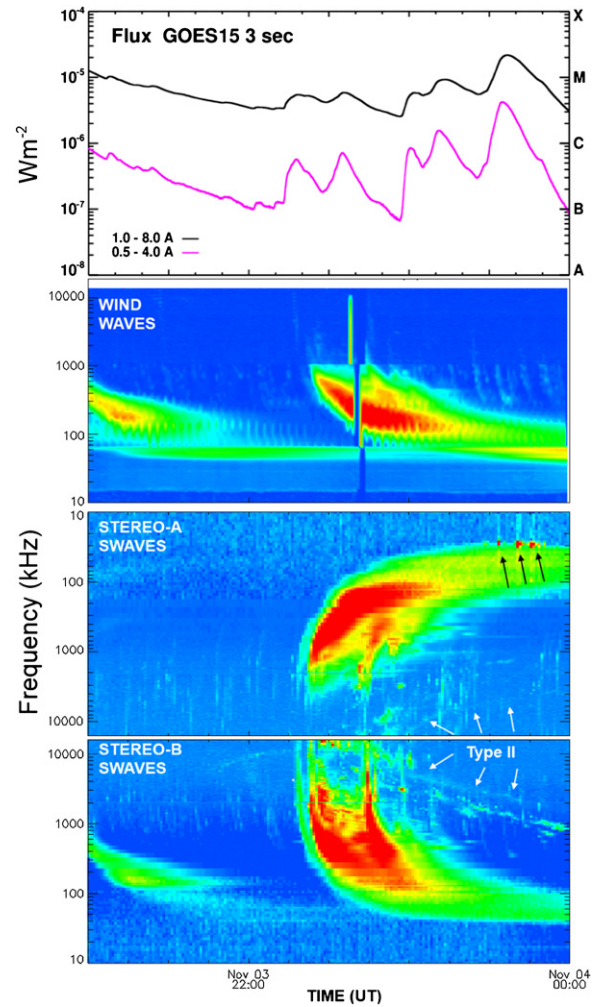 Flux GOES15 3 sec
10⁻⁴ X
10⁻⁵ M
10⁻⁶ C
10⁻⁷ B
10⁻⁸ A
Wm⁻²
1.0 - 8.0 A
0.5 - 4.0 A
WIND
WAVES
10000
1000
100
10
STEREO-A
SWAVES
10
100
1000
10000
Frequency (kHz)
STEREO-B
SWAVES
Type II
10000
1000
100
10
Nov 03
22:00
Nov 04
00:00
TIME (UT)